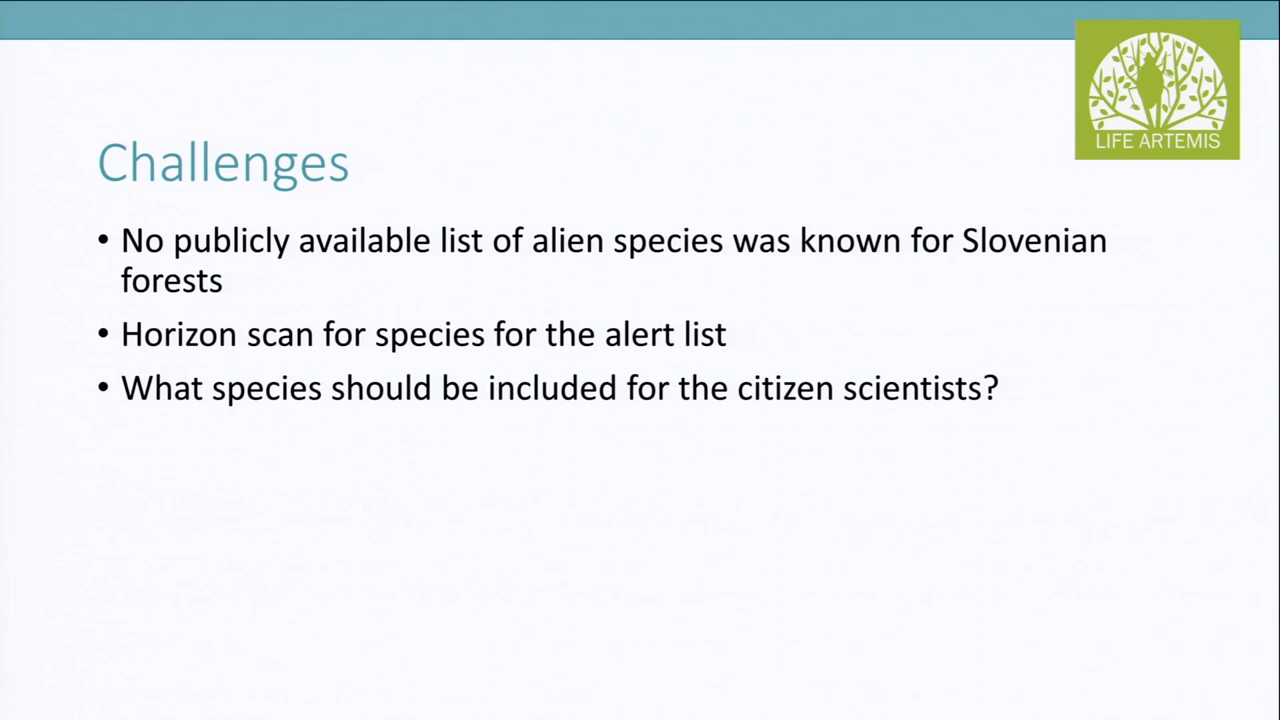 LIFE ARTEMIS
Challenges
• No publicly available list of alien species was known for Slovenian
forests
• Horizon scan for species for the alert list
• What species should be included for the citizen scientists?